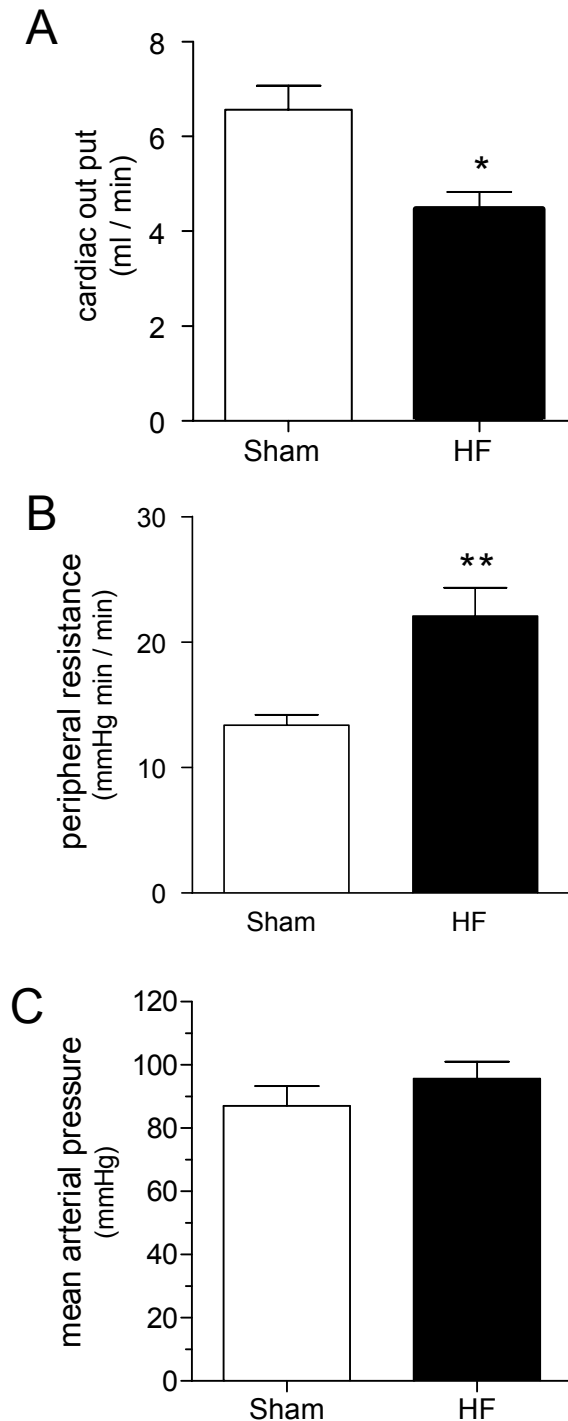 A
cardiac out put
(ml / min)
8
6
4
2
0
*
Sham HF
B
peripheral resistance
(mmHg min / min)
30
20
10
0
**
Sham HF
C
mean arterial pressure
(mmHg)
120
100
80
60
40
20
0
Sham HF